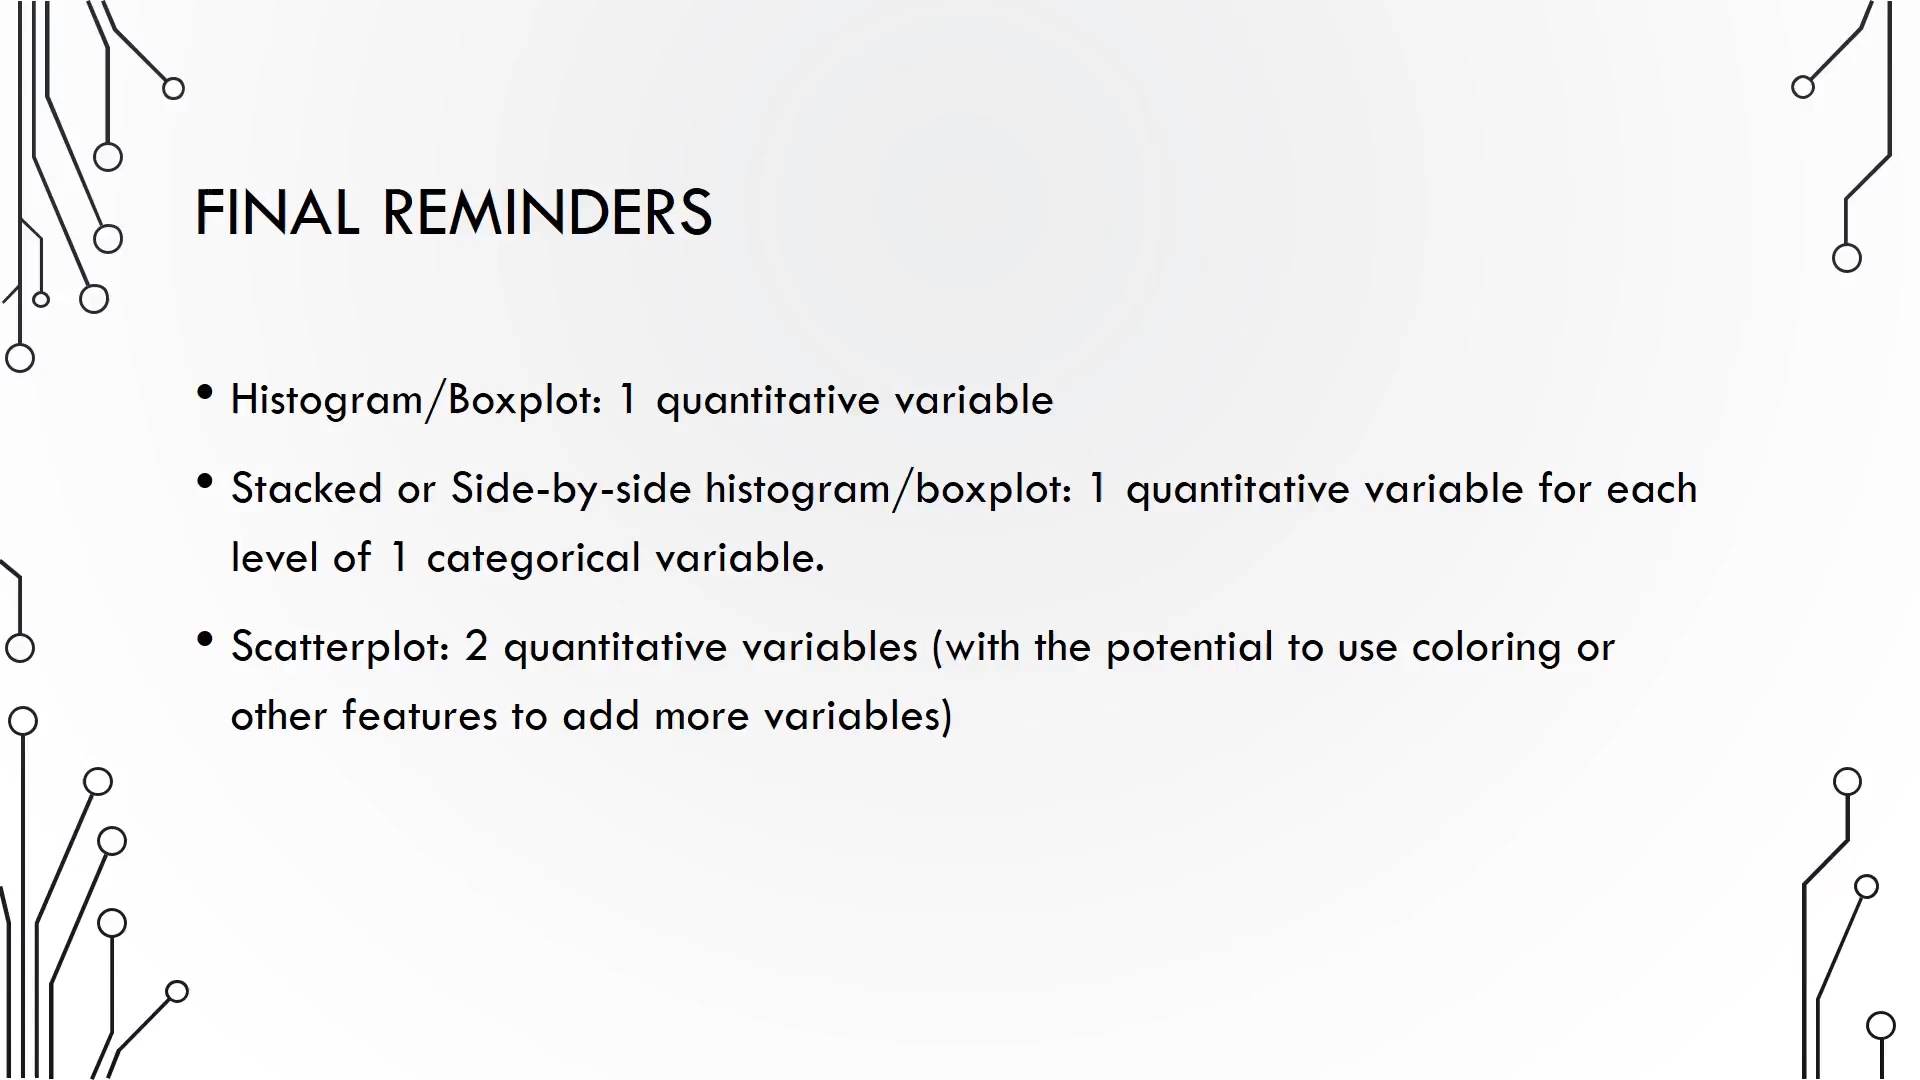 FINAL REMINDERS
• Histogram/Boxplot: 1 quantitative variable
• Stacked or Side-by-side histogram/boxplot: 1 quantitative variable for each
level of 1 categorical variable.
• Scatterplot: 2 quantitative variables (with the potential to use coloring or
other features to add more variables)